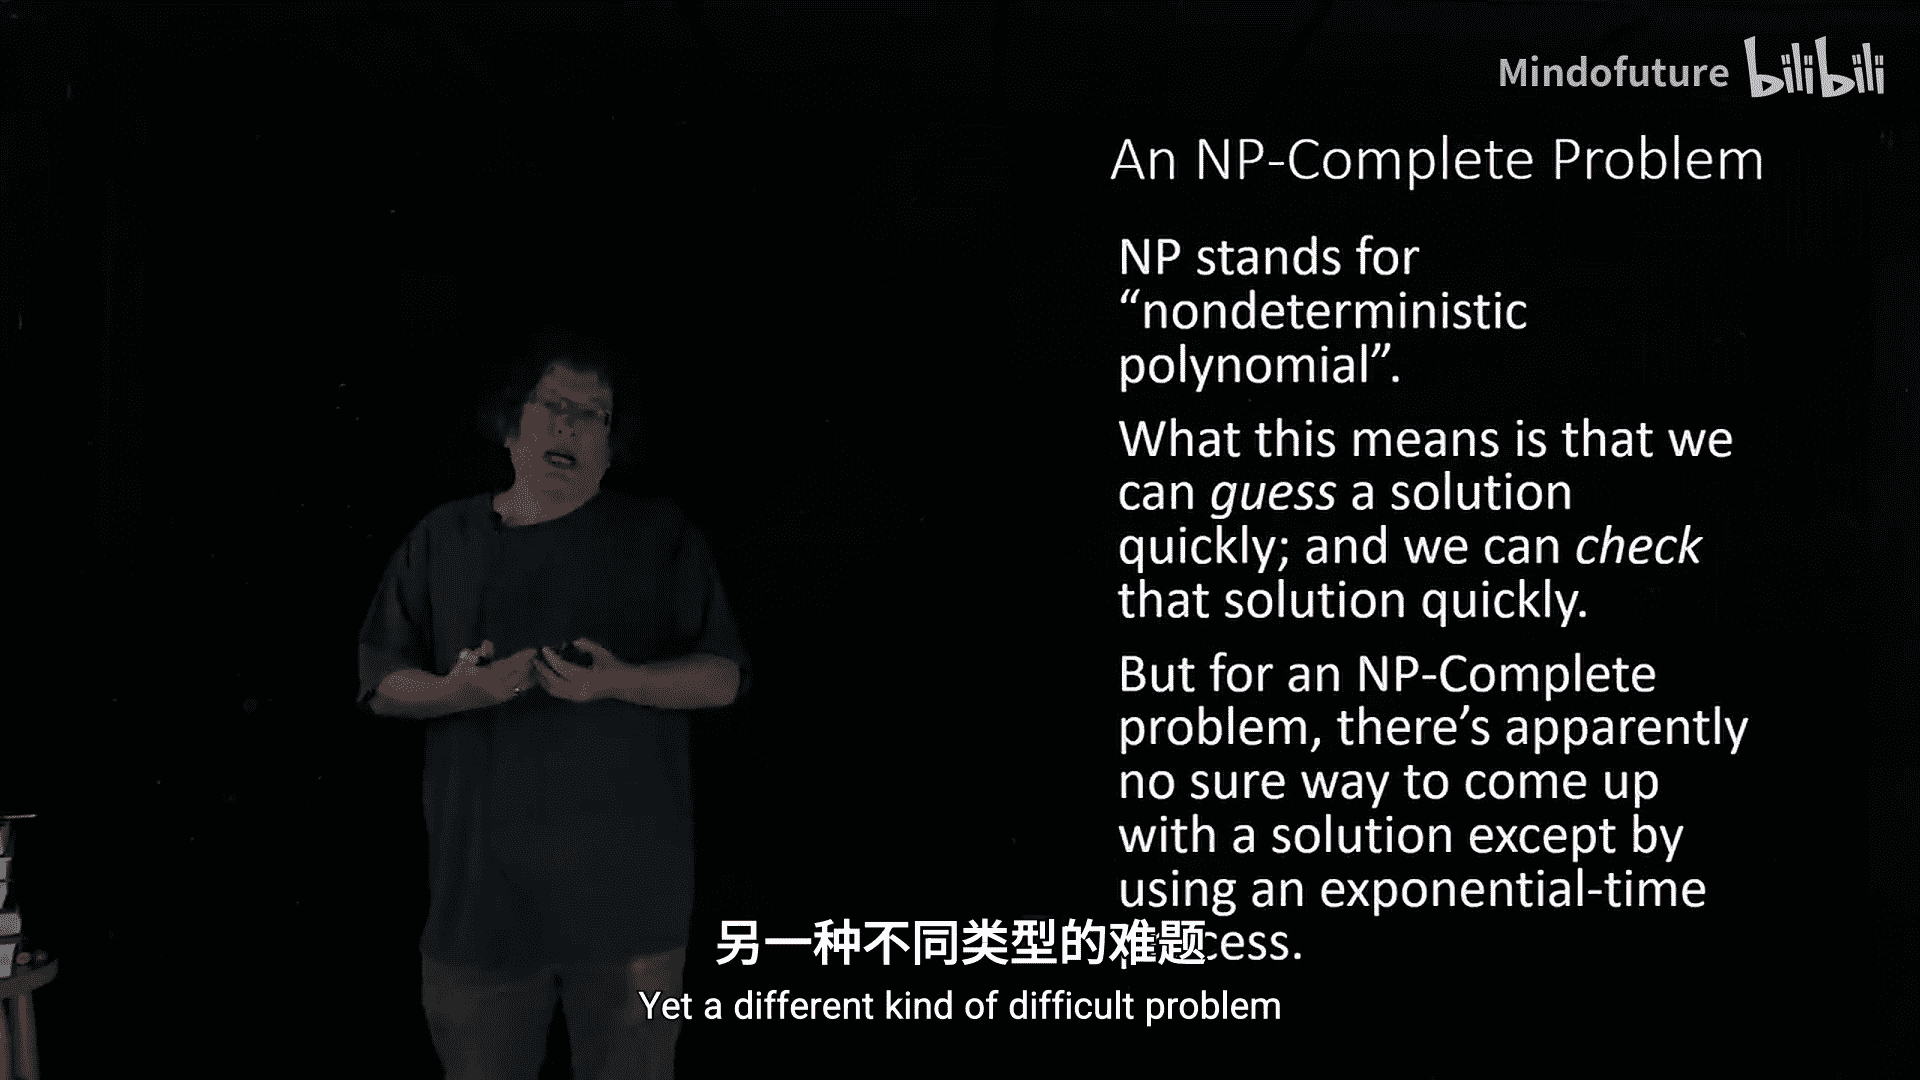 Mindofuture bilibili
An NP-Complete Problem
NP stands for
“nondeterministic
polynomial”.
What this means is that we
can guess a solution
quickly; and we can check
that solution quickly.
But for an NP-Complete
problem, there’s apparently
no sure way to come up
with a solution except by
using an exponential-time
cess.
另一种不同类型的难题
Yet a different kind of difficult problem